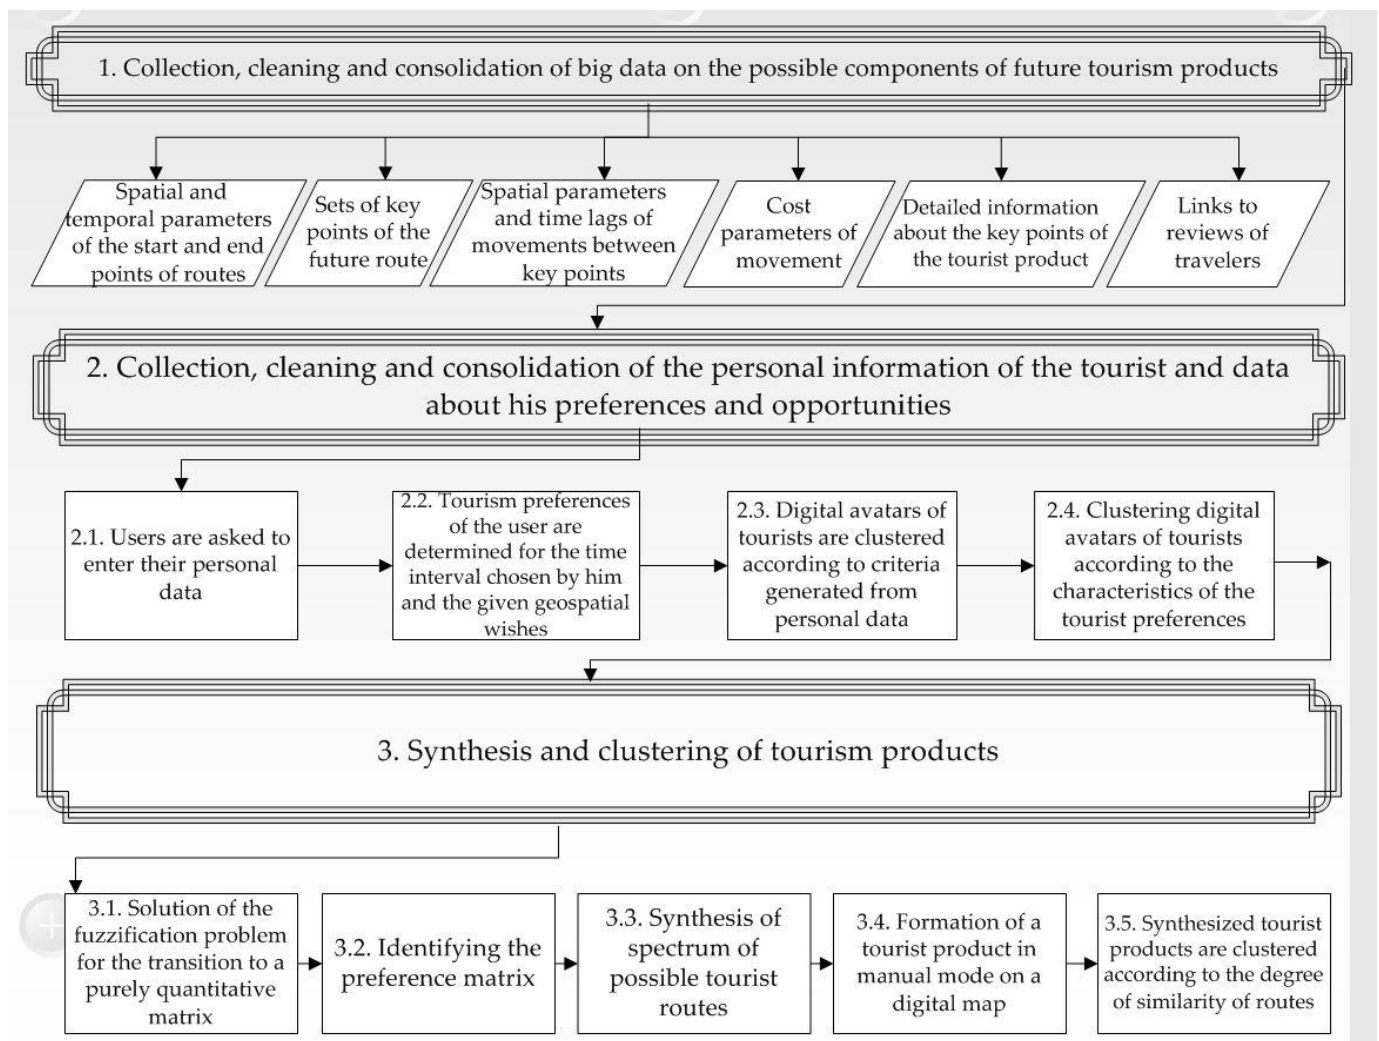 1. Collection, cleaning and consolidation of big data on the possible components of future tourism products
Spatial and
temporal parameters
of the start and end
points of routes
Sets of key
points of the
future route
Spatial parameters
and time lags of
movements between
key points
Cost
parameters of
movement
Detailed information
about the key points of
the tourist product
Links to
reviews of
travelers
2. Collection, cleaning and consolidation of the personal information of the tourist and data
about his preferences and opportunities
2.1. Users are asked to
enter their personal
data
2.2. Tourism preferences
of the user are
determined for the time
interval chosen by him
and the given geospatial
wishes
2.3. Digital avatars of
tourists are clustered
according to criteria
generated from
personal data
2.4. Clustering digital
avatars of tourists
according to the
characteristics of the
tourist preferences
3. Synthesis and clustering of tourism products
3.1. Solution of the
fuzzification problem
for the transition to a
purely quantitative
matrix
3.2. Identifying the
preference matrix
3.3. Synthesis of
spectrum of
possible tourist
routes
3.4. Formation of a
tourist product in
manual mode on a
digital map
3.5. Synthesized tourist
products are clustered
according to the degree
of similarity of routes